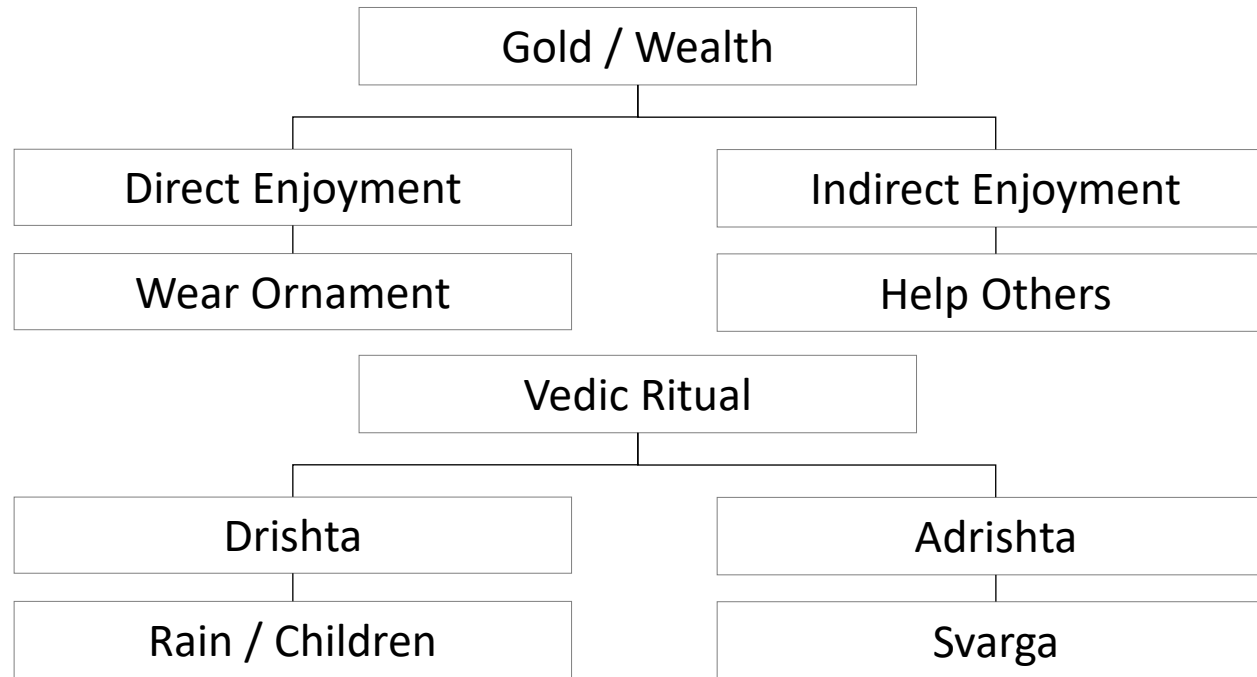 Gold / Wealth
Direct Enjoyment
Indirect Enjoyment
Wear Ornament
Help Others
Vedic Ritual
Drishta
Adrishta
Rain / Children
Svarga